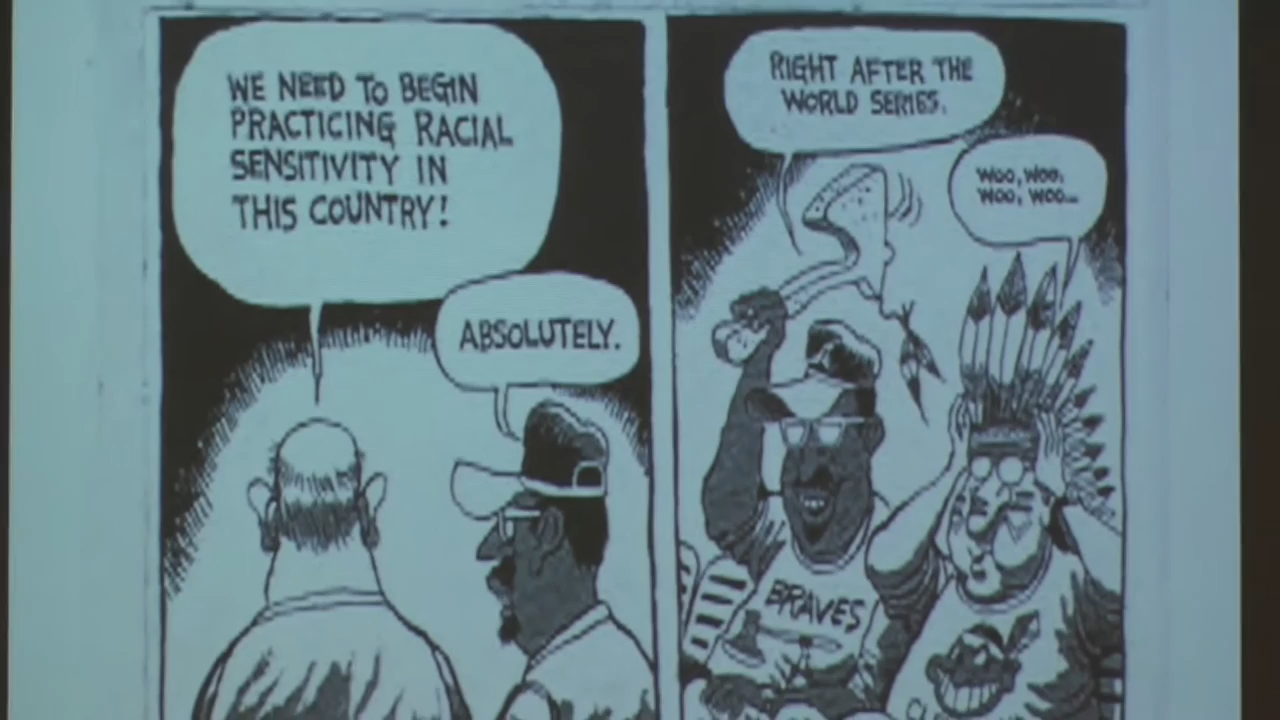 WE NEED TO BEGIN
PRACTICING RACIAL
SENSITIVITY IN
THIS COUNTRY!
ABSOLUTELY.
RIGHT AFTER THE
WORLD SERIES.
WOO, WOO,
WOO, WOO...
BRAVES